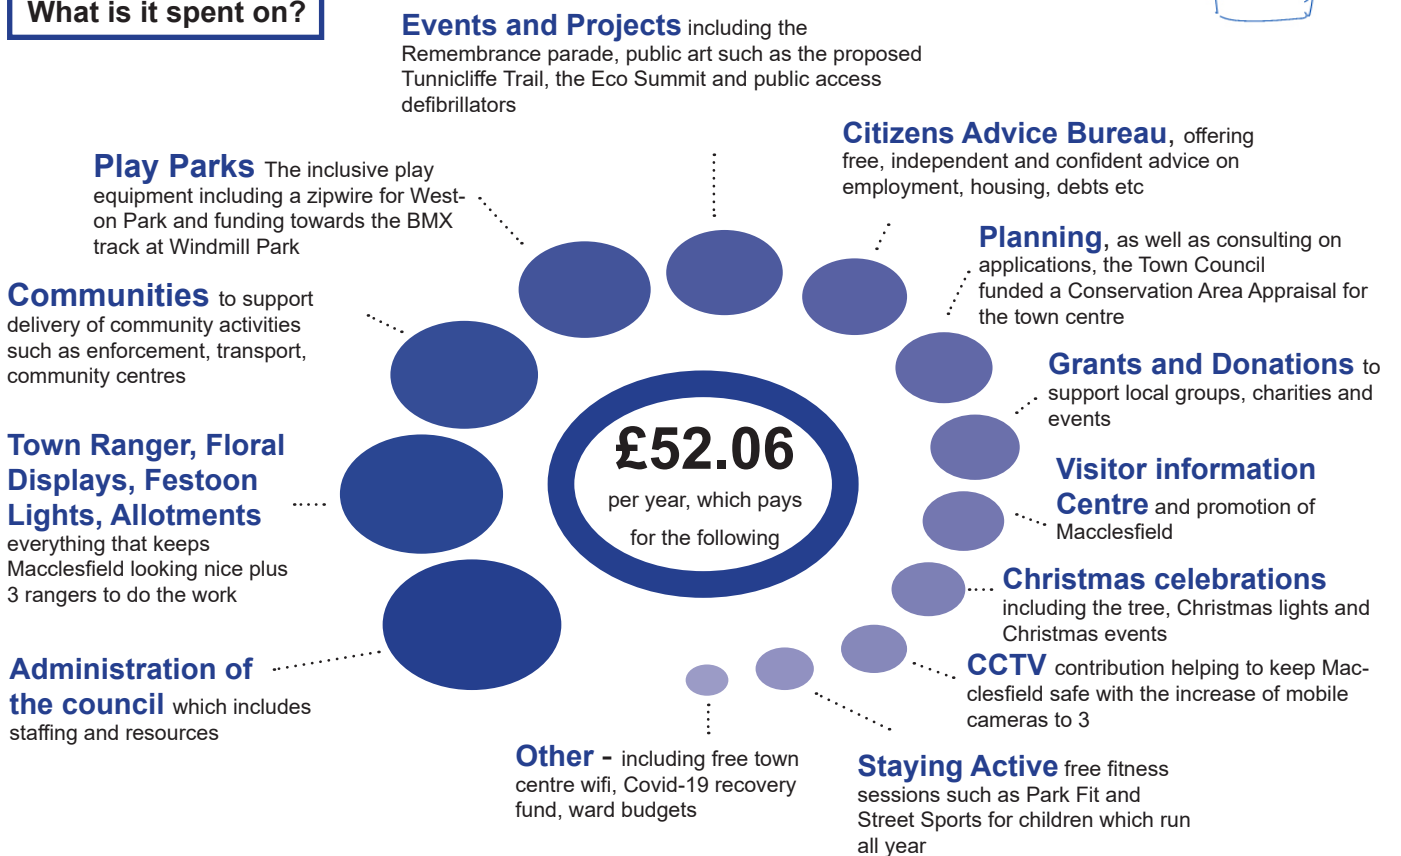 What is it spent on?
Events and Projects including the
Remembrance parade, public art such as the proposed
Tunnicliffe Trail, the Eco Summit and public access
defibrillators
Citizens Advice Bureau, offering
free, independent and confident advice on
employment, housing, debts etc
Play Parks The inclusive play
equipment including a zipwire for West-
on Park and funding towards the BMX
track at Windmill Park
Planning, as well as consulting on
applications, the Town Council
funded a Conservation Area Appraisal for
the town centre
Communities to support
delivery of community activities
such as enforcement, transport,
community centres
Grants and Donations to
support local groups, charities and
events
£52.06
per year, which pays
for the following
Town Ranger, Floral
Displays, Festoon
Lights, Allotments
everything that keeps
Macclesfield looking nice plus
3 rangers to do the work
Visitor information
Centre and promotion of
Macclesfield
Christmas celebrations
including the tree, Christmas lights and
Christmas events
Administration of
the council which includes
staffing and resources
CCTV contribution helping to keep Mac-
clesfield safe with the increase of mobile
cameras to 3
Other - including free town
centre wifi, Covid-19 recovery
fund, ward budgets
Staying Active free fitness
sessions such as Park Fit and
Street Sports for children which run
all year